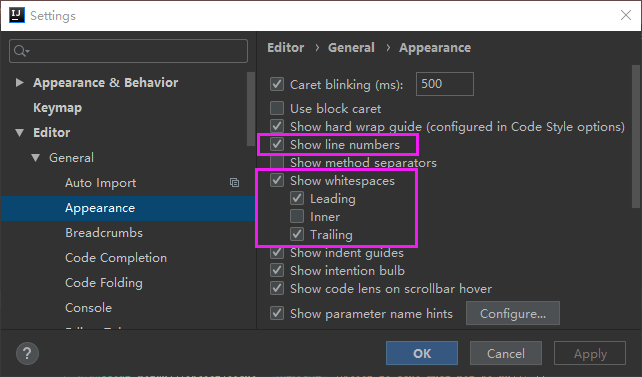 IJ
Settings
Appearance & Behavior
Keymap
Editor
General
Auto Import
Appearance
Breadcrumbs
Code Completion
Code Folding
Console
Editor › General › Appearance
Caret blinking (ms): 500
Use block caret
Show hard wrap guide (configured in Code Style options)
Show line numbers
Show method separators
Show whitespaces
Leading
Inner
Trailing
Show indent guides
Show intention bulb
Show code lens on scrollbar hover
Show parameter name hints Configure...
? OK Cancel Apply